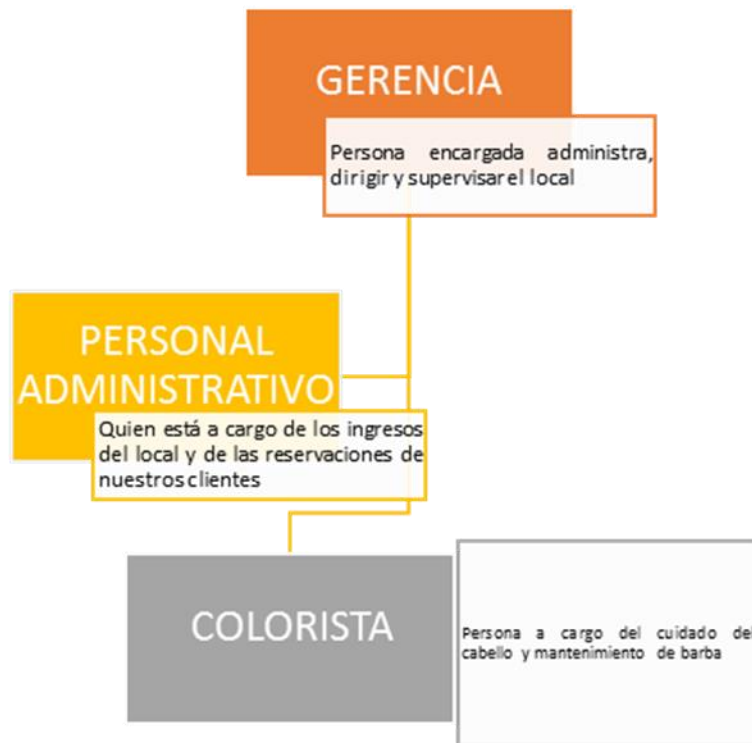 GERENCIA
Persona encargada administra,
dirigir y supervisar el local
PERSONAL
ADMINISTRATIVO
Quien está a cargo de los ingresos
del local y de las reservaciones de
nuestros clientes
COLORISTA
Persona a cargo del cuidado del
cabello y mantenimiento de barba